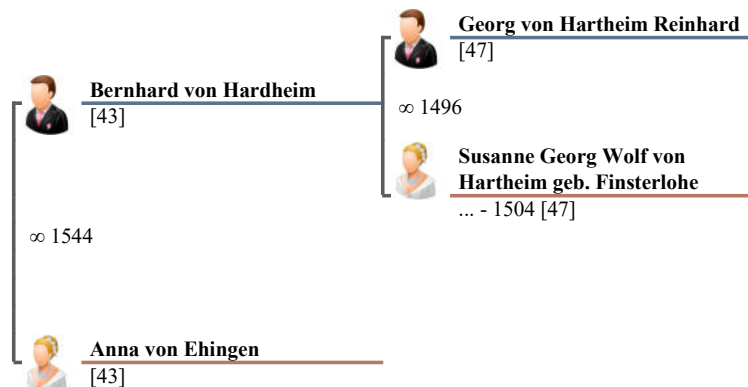 Georg von Hartheim Reinhard
[47]
Bernhard von Hardheim
[43]
∞ 1496
Susanne Georg Wolf von
Hartheim geb. Finsterlohe
... - 1504 [47]
∞ 1544
Anna von Ehingen
[43]